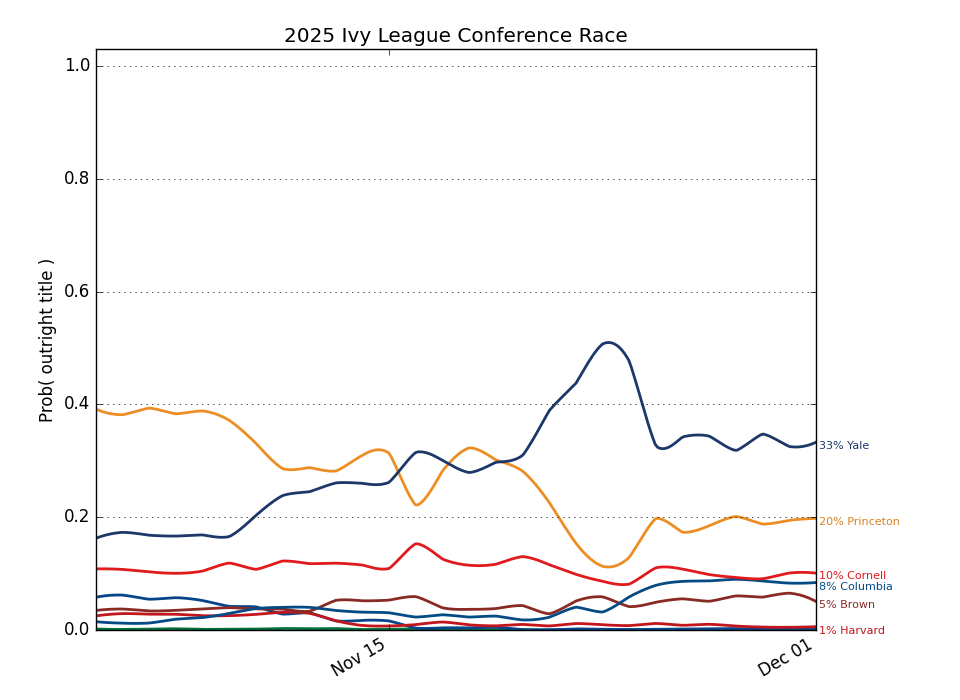 2025 Ivy League Conference Race
1.0
0.8
0.6
0.4
0.2
0.0
Prob( outright title )
33% Yale
20% Princeton
10% Cornell
8% Columbia
5% Brown
1% Harvard
Nov 15
Dec 01